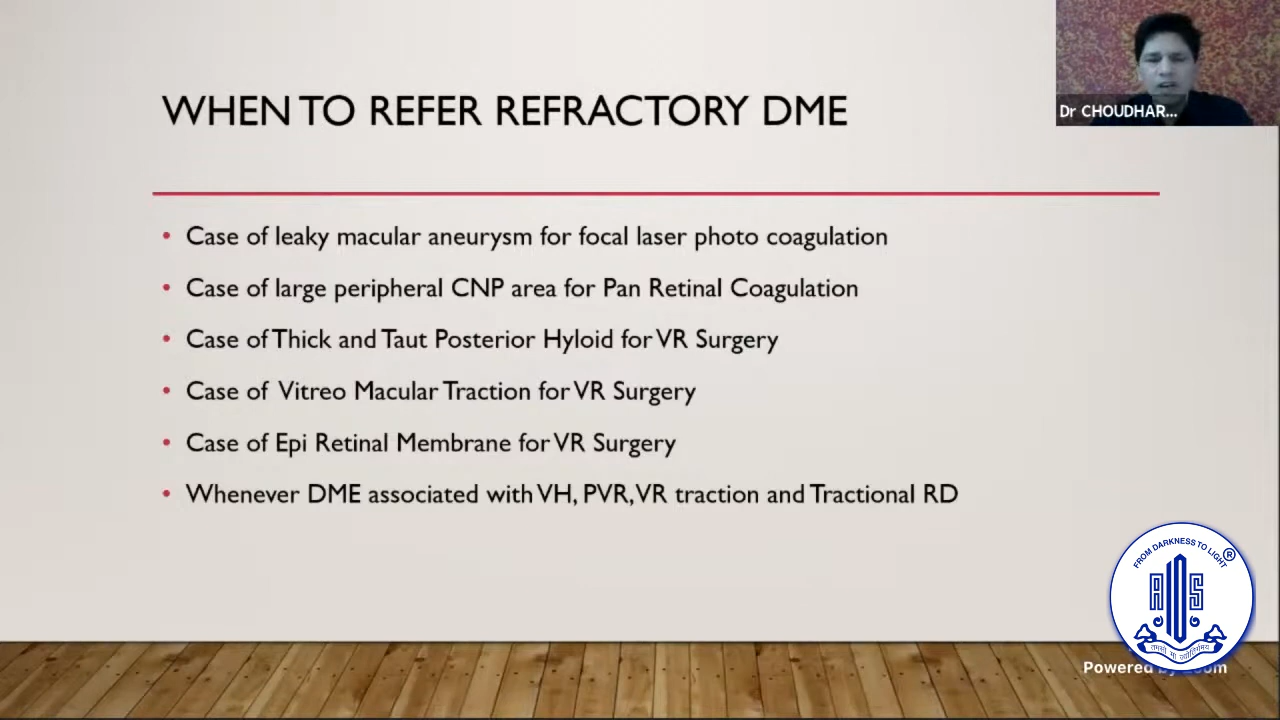 Dr CHOUDHAR...
WHEN TO REFER REFRACTORY DME
• Case of leaky macular aneurysm for focal laser photo coagulation
• Case of large peripheral CNP area for Pan Retinal Coagulation
• Case of Thick and Taut Posterior Hyloid for VR Surgery
• Case of Vitreo Macular Traction for VR Surgery
• Case of Epi Retinal Membrane for VR Surgery
• Whenever DME associated with VH, PVR, VR traction and Tractional RD
FROM DARKNESS TO LIGHT
®
AIOS
तमसो मा ज्योतिर्गमय
Powered by Zoom